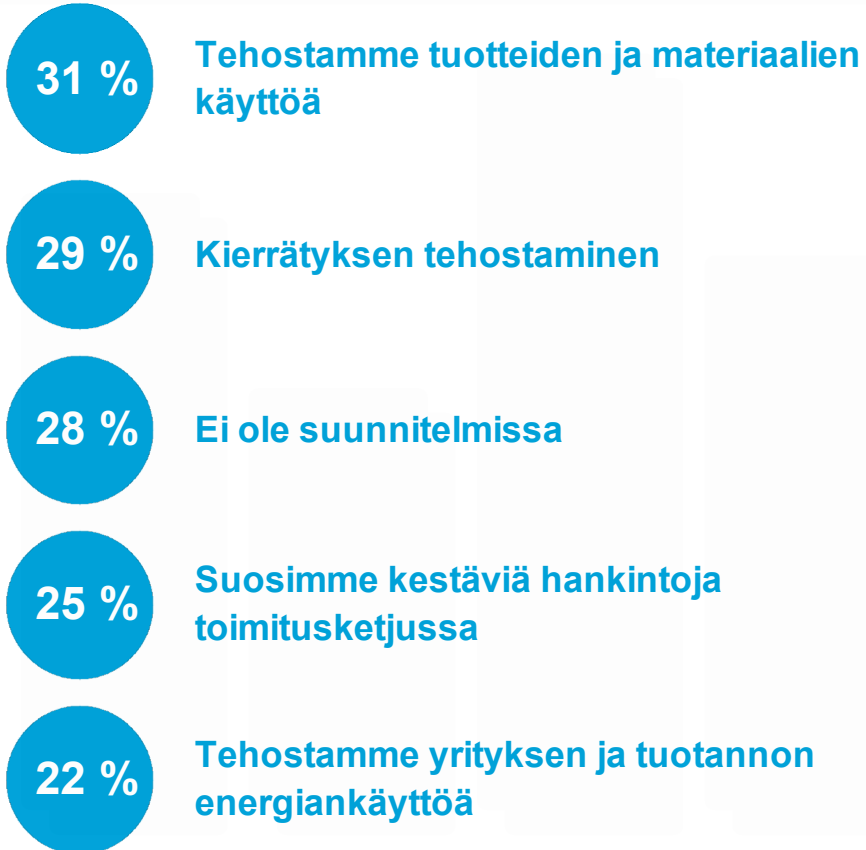 31 %
Tehostamme tuotteiden ja materiaalien
käyttöä
29 %
Kierrätyksen tehostaminen
28 %
Ei ole suunnitelmissa
25 %
Suosimme kestäviä hankintoja
toimitusketjussa
22 %
Tehostamme yrityksen ja tuotannon
energiankäyttöä